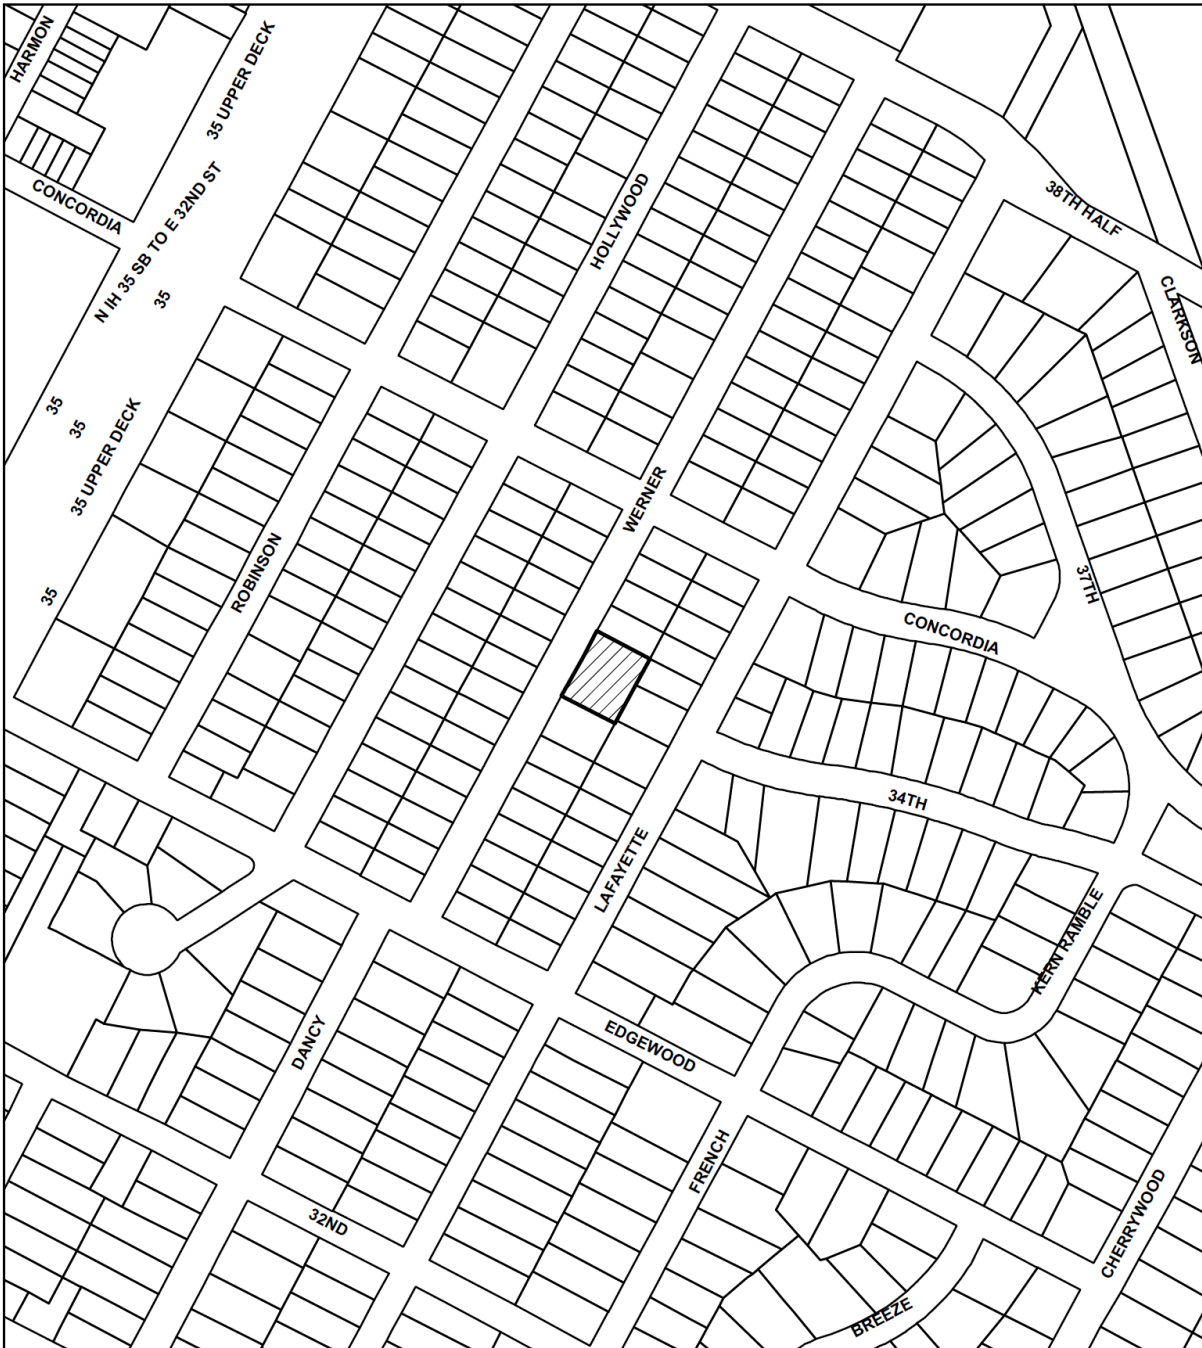 HARMON
35 UPPER DECK
CONCORDIA
N IH 35 SB TO E 32ND ST
35
HOLLYWOOD
38TH HALF
CLARKSON
35
35
35 UPPER DECK
WERNER
ROBINSON
35
37TH
CONCORDIA
34TH
LAFAYETTE
KERN RAMBLE
DANCY
EDGEWOOD
FRENCH
32ND
CHERRYWOOD
BREEZE